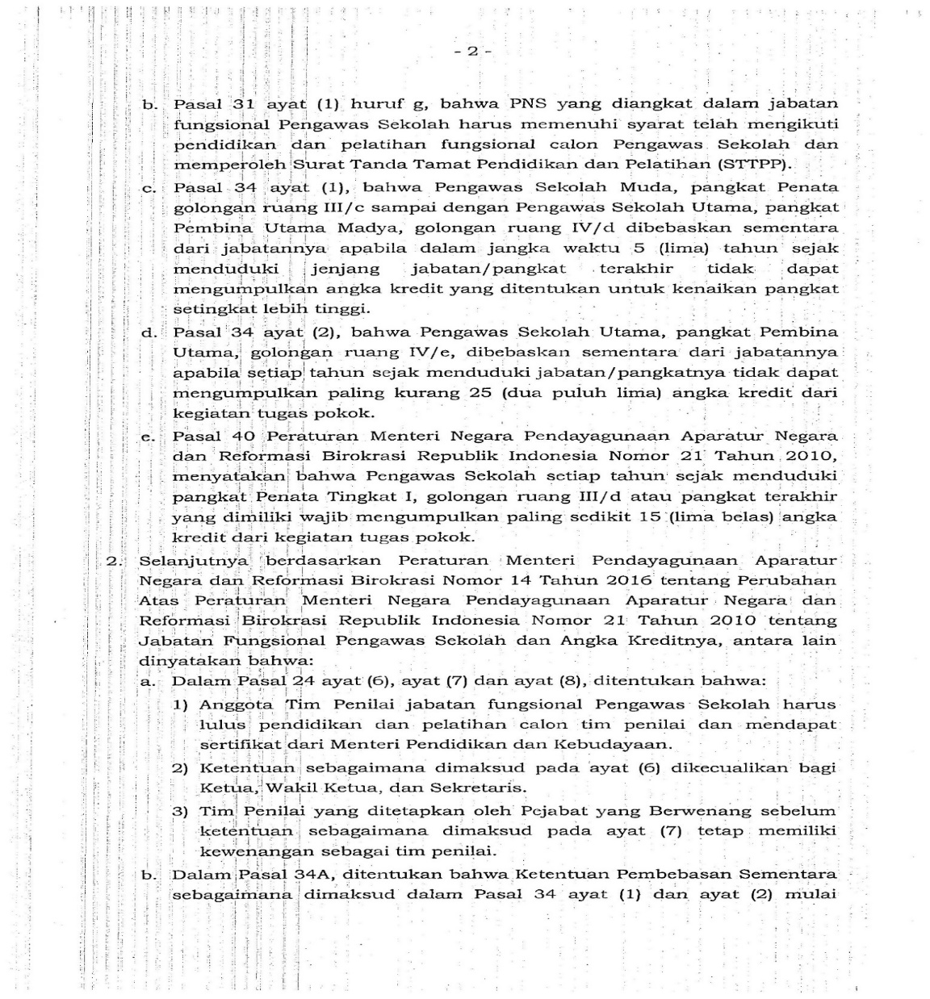 - 2 -
b. Pasal 31 ayat (1) huruf g, bahwa PNS yang diangkat dalam jabatan
fungsional Pengawas Sekolah harus memenuhi syarat telah mengikuti
pendidikan dan pelatihan fungsional calon Pengawas Sekolah dan
memperoleh Surat Tanda Tamat Pendidikan dan Pelatihan (STTPP).
c. Pasal 34 ayat (1), bahwa Pengawas Sekolah Muda, pangkat Penata
golongan ruang III/c sampai dengan Pengawas Sekolah Utama, pangkat
Pembina Utama Madya, golongan ruang IV/d dibebaskan sementara
dari jabatannya apabila dalam jangka waktu 5 (lima) tahun sejak
menduduki jenjang jabatan/pangkat terakhir tidak dapat
mengumpulkan angka kredit yang ditentukan untuk kenaikan pangkat
setingkat lebih tinggi.
d. Pasal 34 ayat (2), bahwa Pengawas Sekolah Utama, pangkat Pembina
Utama, golongan ruang IV/e, dibebaskan sementara dari jabatannya
apabila setiap tahun sejak menduduki jabatan/pangkatnya tidak dapat
mengumpulkan paling kurang 25 (dua puluh lima) angka kredit dari
kegiatan tugas pokok.
e. Pasal 40 Peraturan Menteri Negara Pendayagunaan Aparatur Negara
dan Reformasi Birokrasi Republik Indonesia Nomor 21 Tahun 2010,
menyatakan bahwa Pengawas Sekolah setiap tahun sejak menduduki
pangkat Penata Tingkat I, golongan ruang III/d atau pangkat terakhir
yang dimiliki wajib mengumpulkan paling sedikit 15 (lima belas) angka
kredit dari kegiatan tugas pokok.
2. Selanjutnya berdasarkan Peraturan Menteri Pendayagunaan Aparatur
Negara dan Reformasi Birokrasi Nomor 14 Tahun 2016 tentang Perubahan
Atas Peraturan Menteri Negara Pendayagunaan Aparatur Negara dan
Reformasi Birokrasi Republik Indonesia Nomor 21 Tahun 2010 tentang
Jabatan Fungsional Pengawas Sekolah dan Angka Kreditnya, antara lain
dinyatakan bahwa:
a. Dalam Pasal 24 ayat (6), ayat (7) dan ayat (8), ditentukan bahwa:
1) Anggota Tim Penilai jabatan fungsional Pengawas Sekolah harus
lulus pendidikan dan pelatihan calon tim penilai dan mendapat
sertifikat dari Menteri Pendidikan dan Kebudayaan.
2) Ketentuan sebagaimana dimaksud pada ayat (6) dikecualikan bagi
Ketua, Wakil Ketua, dan Sekretaris.
3) Tim Penilai yang ditetapkan oleh Pejabat yang Berwenang sebelum
ketentuan sebagaimana dimaksud pada ayat (7) tetap memiliki
kewenangan sebagai tim penilai.
b. Dalam Pasal 34A, ditentukan bahwa Ketentuan Pembebasan Sementara
sebagaimana dimaksud dalam Pasal 34 ayat (1) dan ayat (2) mulai